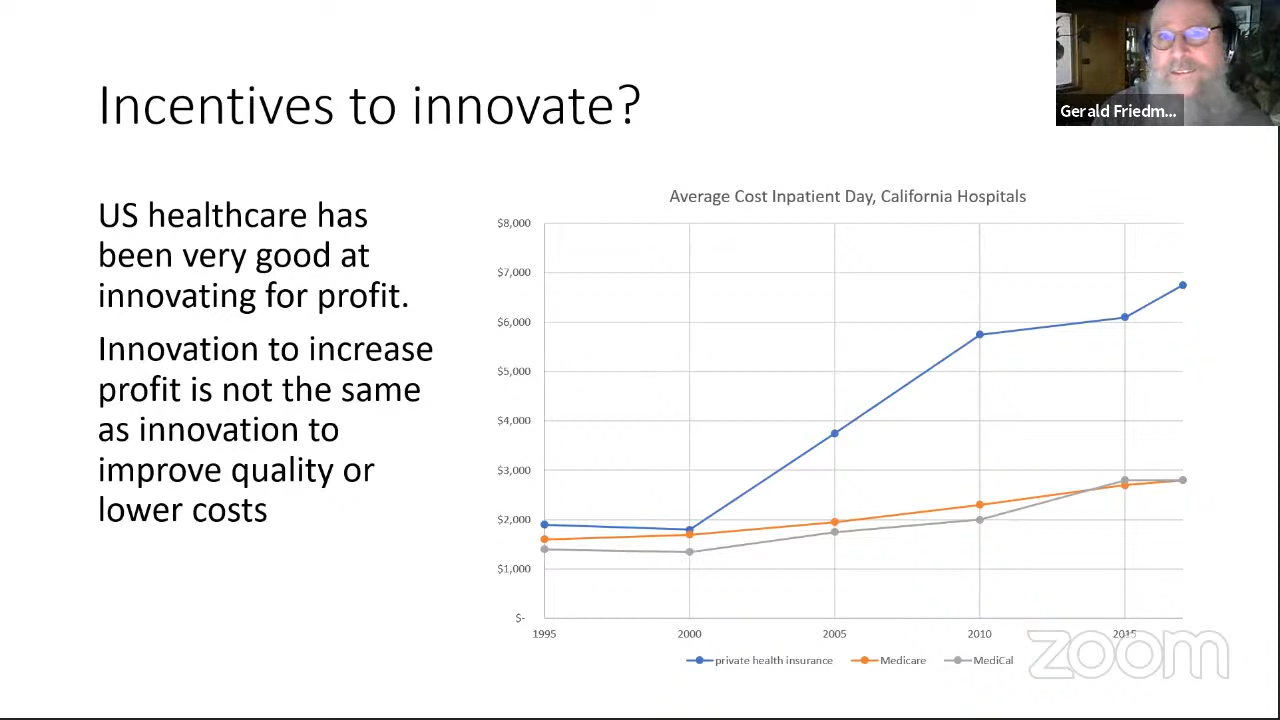 Incentives to innovate?
Gerald Friedm...
US healthcare has
been very good at
innovating for profit.
Innovation to increase
profit is not the same
as innovation to
improve quality or
lower costs
Average Cost Inpatient Day, California Hospitals
$8,000
$7,000
$6,000
$5,000
$4,000
$3,000
$2,000
$1,000
$-
1995 2000 2005 2010 2015
private health insurance Medicare MediCal
zoom